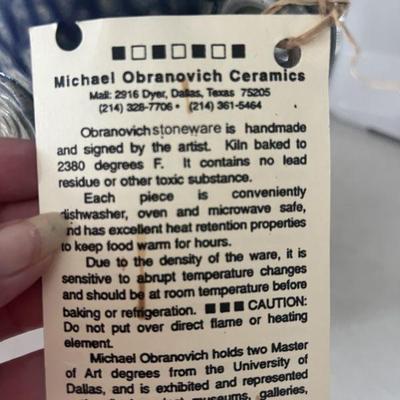 Michael Obranovich Ceramics
Mail: 2916 Dyer, Dallas, Texas 75205
(214) 328-7706 • (214) 361-5464
Obranovich stoneware is handmade
and signed by the artist. Kiln baked to
2380 degrees F. It contains no lead
residue or other toxic substance.
Each piece is conveniently
dishwasher, oven and microwave safe,
and has excellent heat retention properties
to keep food warm for hours.
Due to the density of the ware, it is
sensitive to abrupt temperature changes
and should be at room temperature before
baking or refrigeration. ■ ■ ■ CAUTION:
Do not put over direct flame or heating
element.
Michael Obranovich holds two Master
of Art degrees from the University of
Dallas, and is exhibited and represented
museums, galleries,